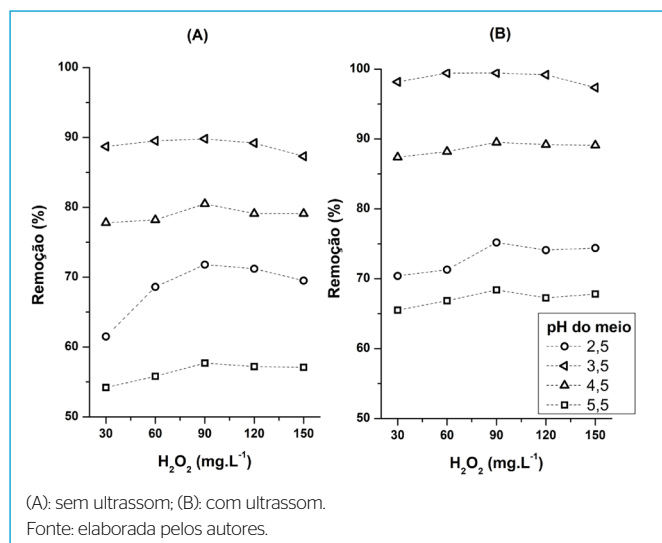 (A)
(B)
100
90
80
70
60
50
Remoção (%)
30 60 90 120 150
H₂O₂ (mg.L⁻¹)
100
90
80
70
60
50
Remoção (%)
30 60 90 120 150
H₂O₂ (mg.L⁻¹)
pH do meio
2,5
3,5
4,5
5,5
(A): sem ultrassom; (B): com ultrassom.
Fonte: elaborada pelos autores.